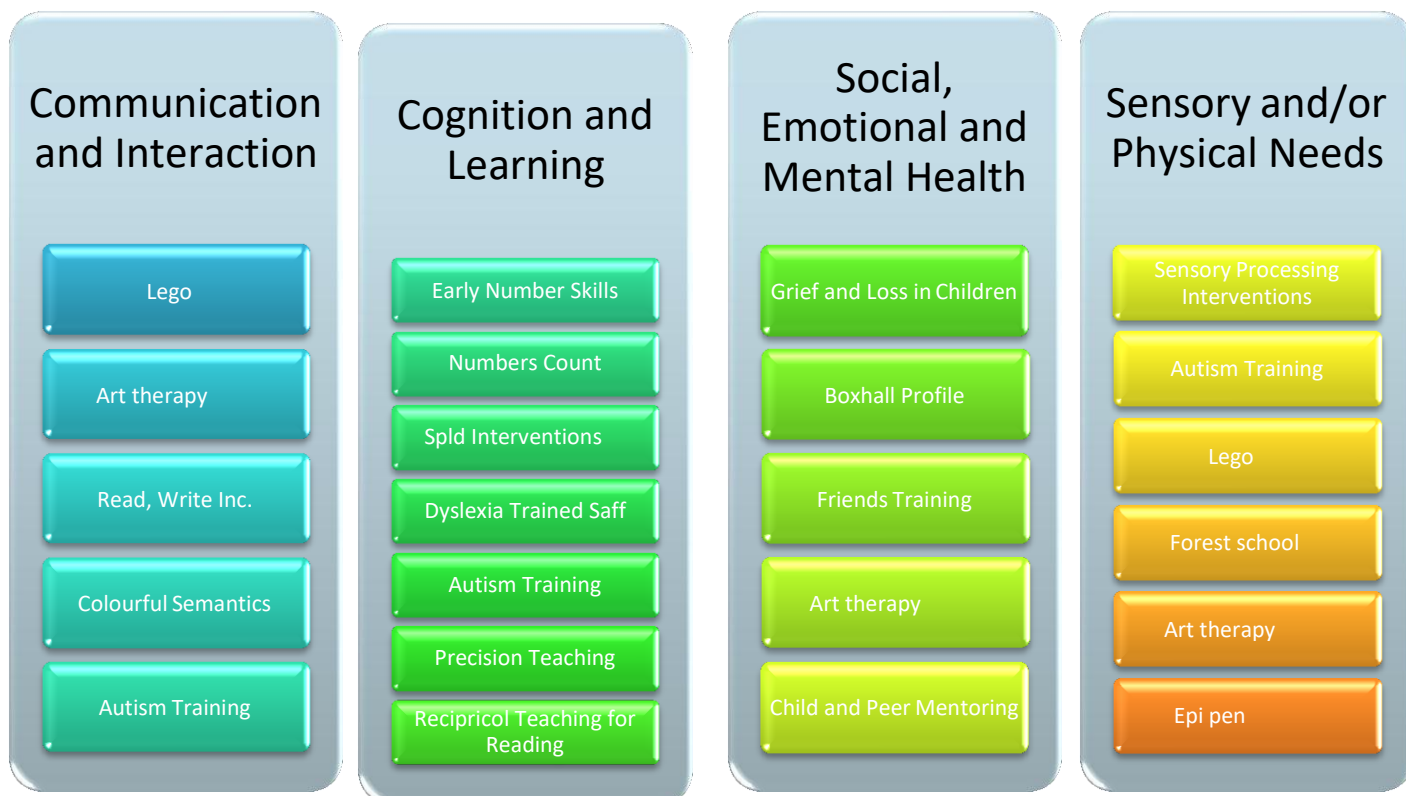 Communication
and Interaction
Lego
Art therapy
Read, Write Inc.
Colourful Semantics
Autism Training
Cognition and
Learning
Early Number Skills
Numbers Count
Spld Interventions
Dyslexia Trained Saff
Autism Training
Precision Teaching
Recipricol Teaching for
Reading
Social,
Emotional and
Mental Health
Grief and Loss in Children
Boxhall Profile
Friends Training
Art therapy
Child and Peer Mentoring
Sensory and/or
Physical Needs
Sensory Processing
Interventions
Autism Training
Lego
Forest school
Art therapy
Epi pen